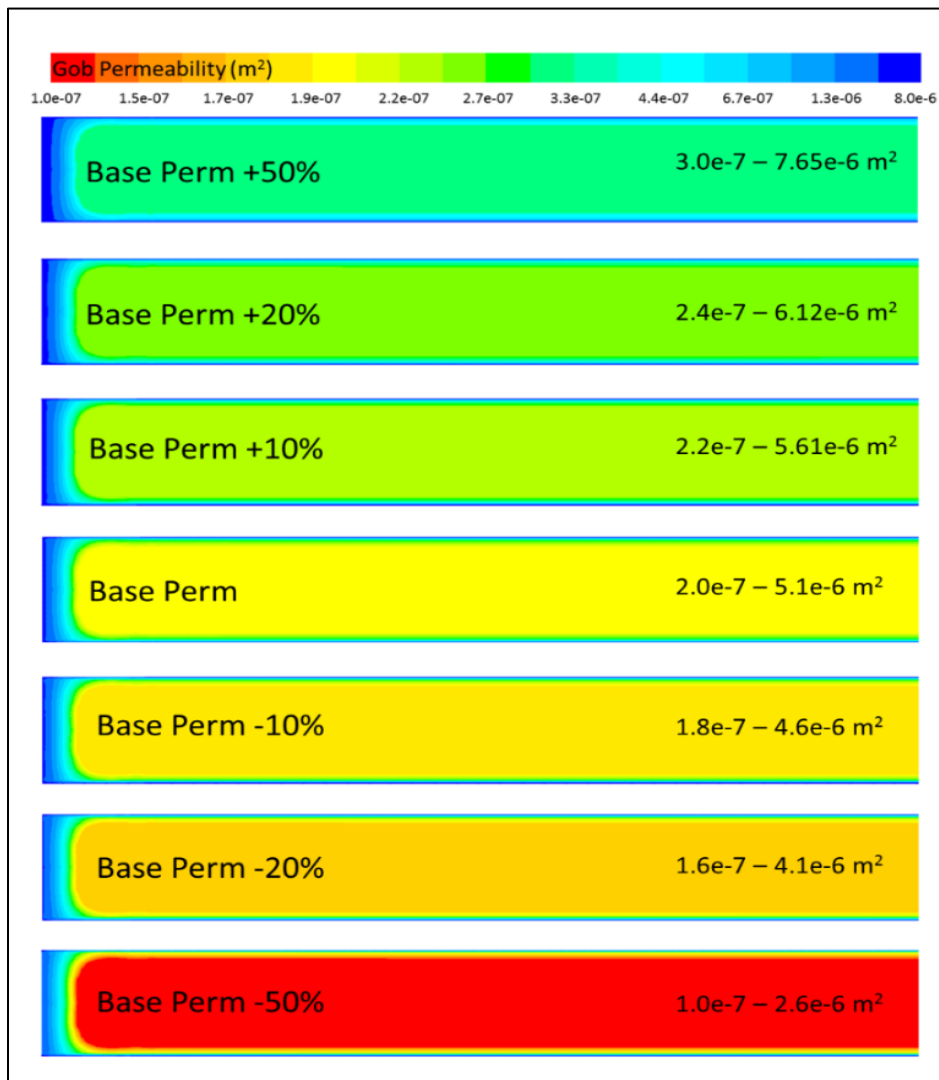 Gob Permeability (m²)
1.0e-07 1.5e-07 1.7e-07 1.9e-07 2.2e-07 2.7e-07 3.3e-07 4.4e-07 6.7e-07 1.3e-06 8.0e-6
Base Perm +50% 3.0e-7 – 7.65e-6 m²
Base Perm +20% 2.4e-7 – 6.12e-6 m²
Base Perm +10% 2.2e-7 – 5.61e-6 m²
Base Perm 2.0e-7 – 5.1e-6 m²
Base Perm -10% 1.8e-7 – 4.6e-6 m²
Base Perm -20% 1.6e-7 – 4.1e-6 m²
Base Perm -50% 1.0e-7 – 2.6e-6 m²